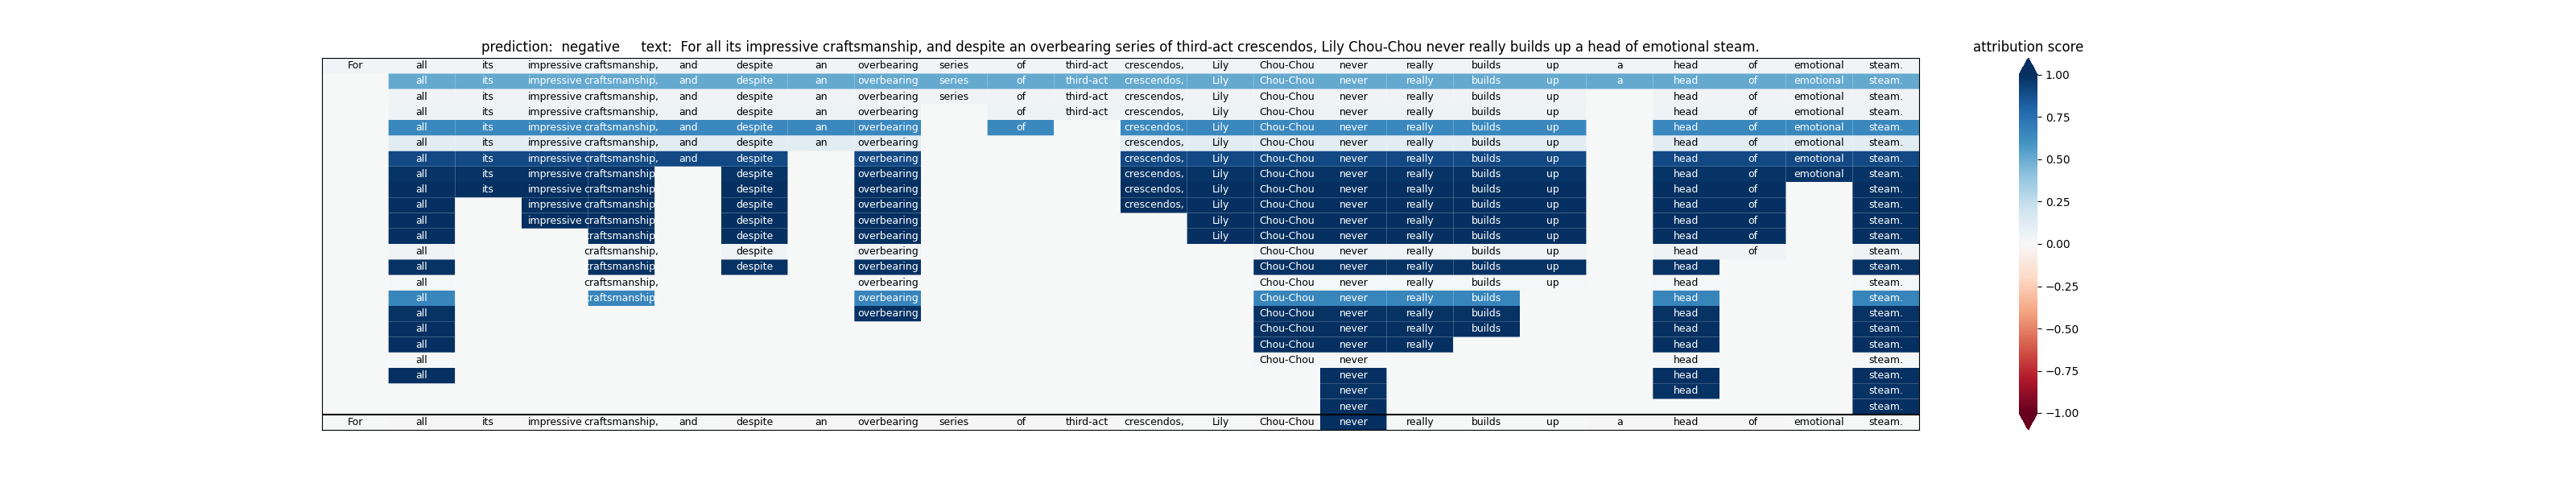 prediction:  negative     text:  For all its impressive craftsmanship, and despite an overbearing series of third-act crescendos, Lily Chou-Chou never really builds up a head of emotional steam.
attribution score
For all its impressive craftsmanship, and despite an overbearing series of third-act crescendos, Lily Chou-Chou never really builds up a head of emotional steam.
all its impressive craftsmanship, and despite an overbearing series of third-act crescendos, Lily Chou-Chou never really builds up a head of emotional steam.
all its impressive craftsmanship, and despite an overbearing series of third-act crescendos, Lily Chou-Chou never really builds up head of emotional steam.
all its impressive craftsmanship, and despite an overbearing of third-act crescendos, Lily Chou-Chou never really builds up head of emotional steam.
all its impressive craftsmanship, and despite an overbearing of crescendos, Lily Chou-Chou never really builds up head of emotional steam.
all its impressive craftsmanship, and despite an overbearing crescendos, Lily Chou-Chou never really builds up head of emotional steam.
all its impressive craftsmanship, and despite overbearing crescendos, Lily Chou-Chou never really builds up head of emotional steam.
all its impressive craftsmanship despite overbearing crescendos, Lily Chou-Chou never really builds up head of emotional steam.
all its impressive craftsmanship despite overbearing crescendos, Lily Chou-Chou never really builds up head of steam.
all impressive craftsmanship despite overbearing crescendos, Lily Chou-Chou never really builds up head of steam.
all impressive craftsmanship despite overbearing Lily Chou-Chou never really builds up head of steam.
all craftsmanship despite overbearing Lily Chou-Chou never really builds up head of steam.
all craftsmanship, despite overbearing Chou-Chou never really builds up head of steam.
all craftsmanship despite overbearing Chou-Chou never really builds up head steam.
all craftsmanship, overbearing Chou-Chou never really builds up head steam.
all craftsmanship overbearing Chou-Chou never really builds head steam.
all overbearing Chou-Chou never really builds head steam.
all Chou-Chou never really builds head steam.
all Chou-Chou never really head steam.
all Chou-Chou never head steam.
all never head steam.
never head steam.
never steam.
For all its impressive craftsmanship, and despite an overbearing series of third-act crescendos, Lily Chou-Chou never really builds up a head of emotional steam.
1.00
0.75
0.50
0.25
0.00
−0.25
−0.50
−0.75
−1.00